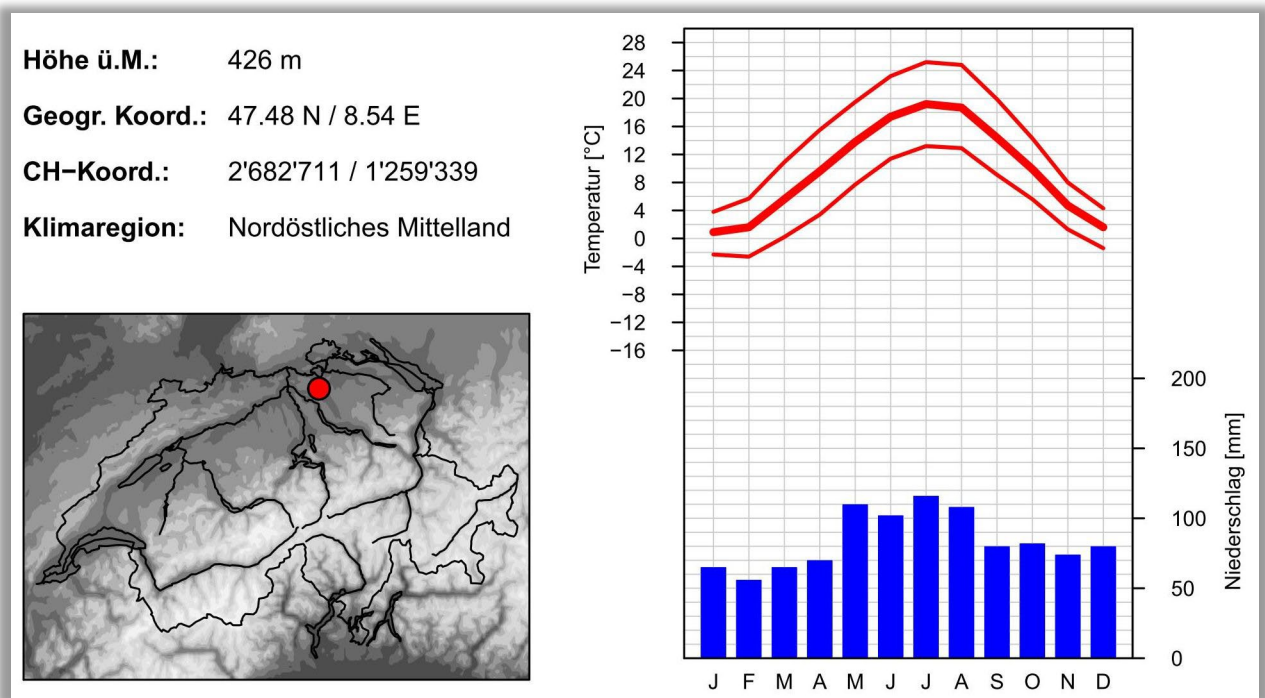 Höhe ü.M.: 426 m
Geogr. Koord.: 47.48 N / 8.54 E
CH−Koord.: 2'682'711 / 1'259'339
Klimaregion: Nordöstliches Mittelland
Temperatur [°C]
28
24
20
16
12
8
4
0
−4
−8
−12
−16
200
150
100
50
0
Niederschlag [mm]
J F M A M J J A S O N D